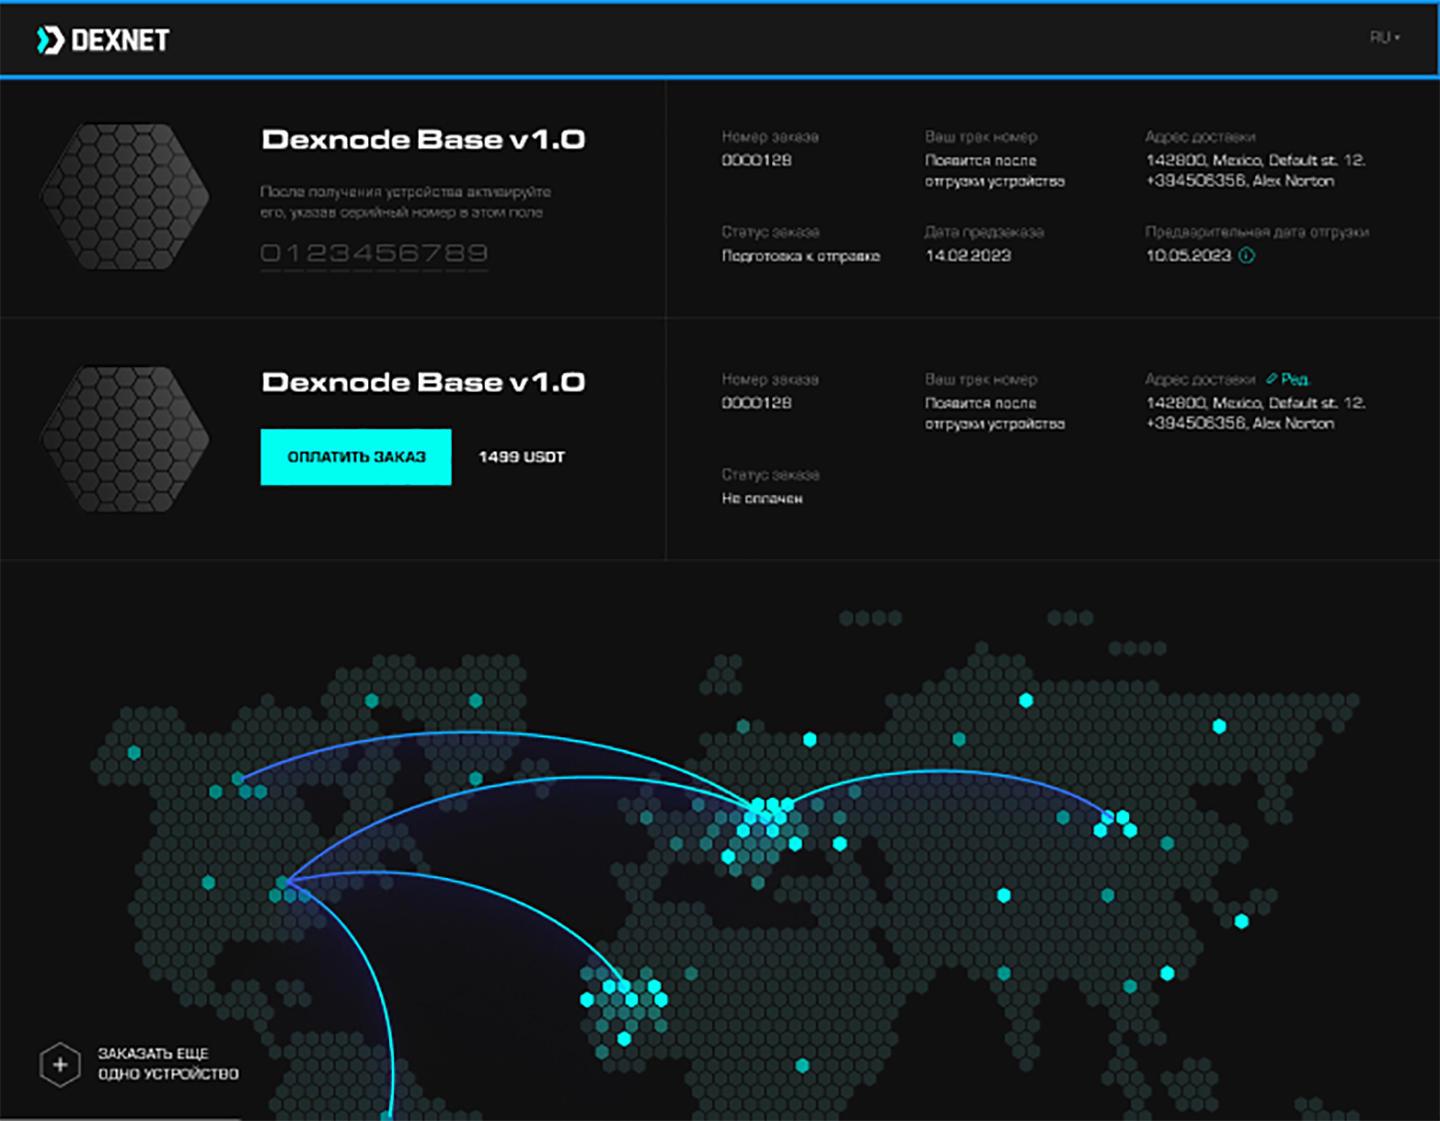 DEXNET
RU
Dexnode Base v1.0
После получения устройства активируйте
его, указав серийный номер в этом поле
0123456789
Номер заказа
0000128
Ваш трек номер
Появится после
отгрузки устройства
Адрес доставки
142800, Mexico, Default st. 12.
+394506356, Alex Norton
Статус заказа
Подготовка к отправке
Дата предзаказа
14.02.2023
Предварительная дата отгрузки
10.05.2023
Dexnode Base v1.0
ОПЛАТИТЬ ЗАКАЗ
1499 USDT
Номер заказа
0000128
Ваш трек номер
Появится после
отгрузки устройства
Адрес доставки Ред.
142800, Mexico, Default st. 12.
+394506356, Alex Norton
Статус заказа
Не оплачен
ЗАКАЗАТЬ ЕЩЕ
ОДНО УСТРОЙСТВО